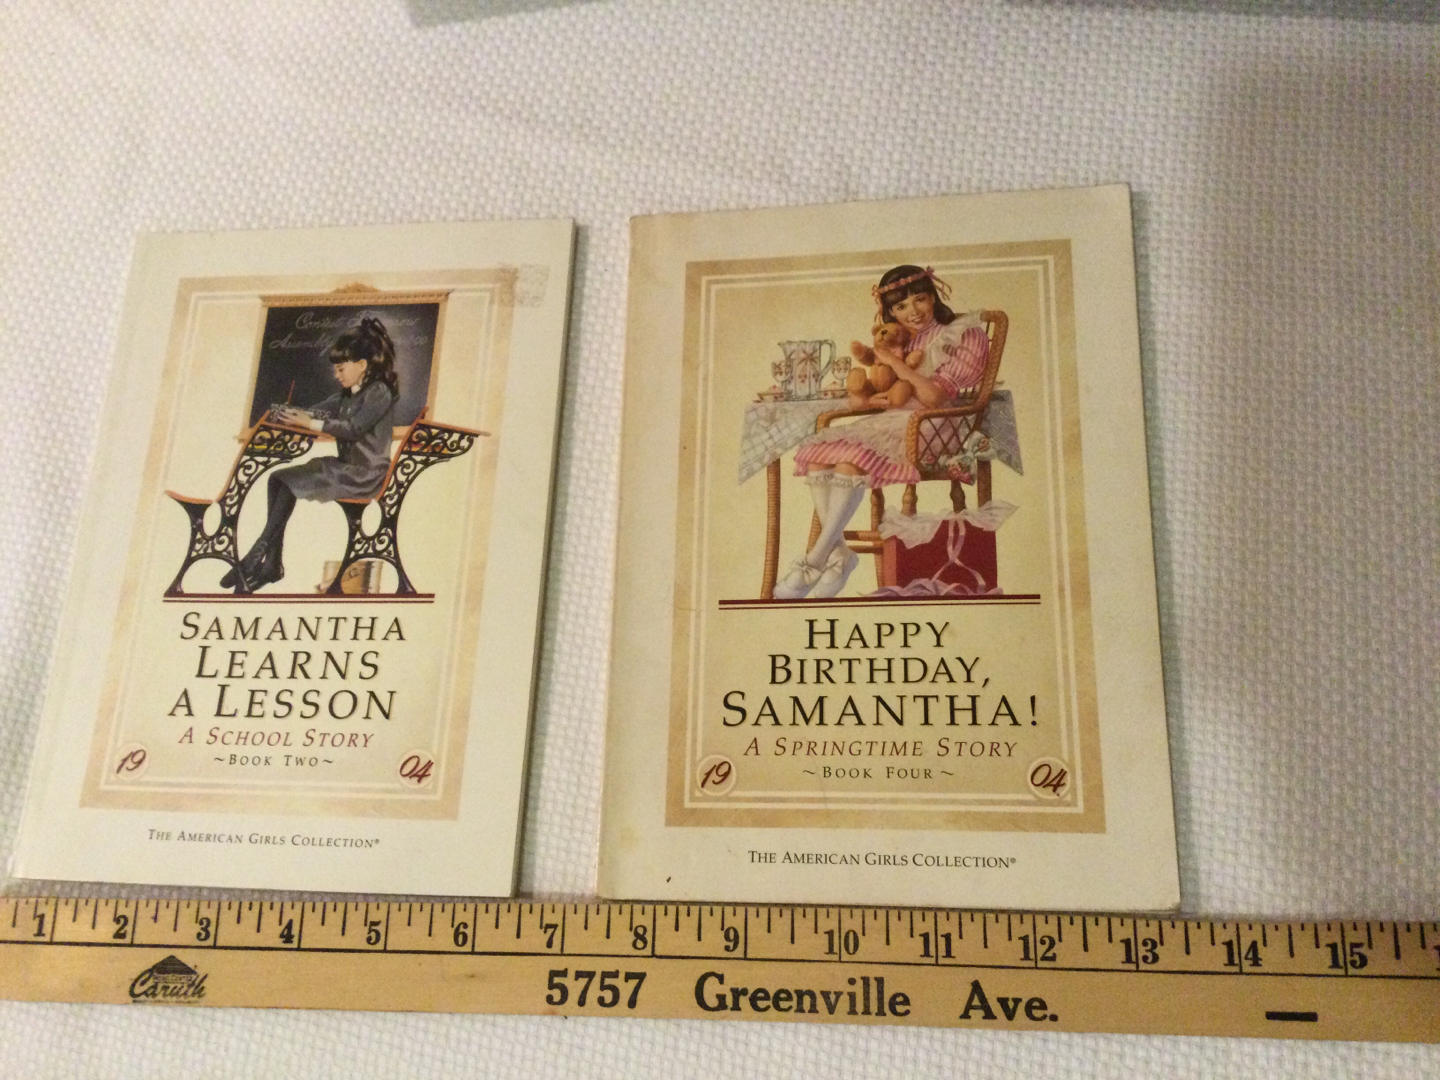 SAMANTHA
LEARNS
A LESSON
A SCHOOL STORY
~BOOK TWO~
19 04
THE AMERICAN GIRLS COLLECTION®
HAPPY
BIRTHDAY,
SAMANTHA!
A SPRINGTIME STORY
~ BOOK FOUR ~
19 04
THE AMERICAN GIRLS COLLECTION®
1 2 3 4 5 6 7 8 9 10 11 12 13 14 15
Caruth 5757 Greenville Ave.